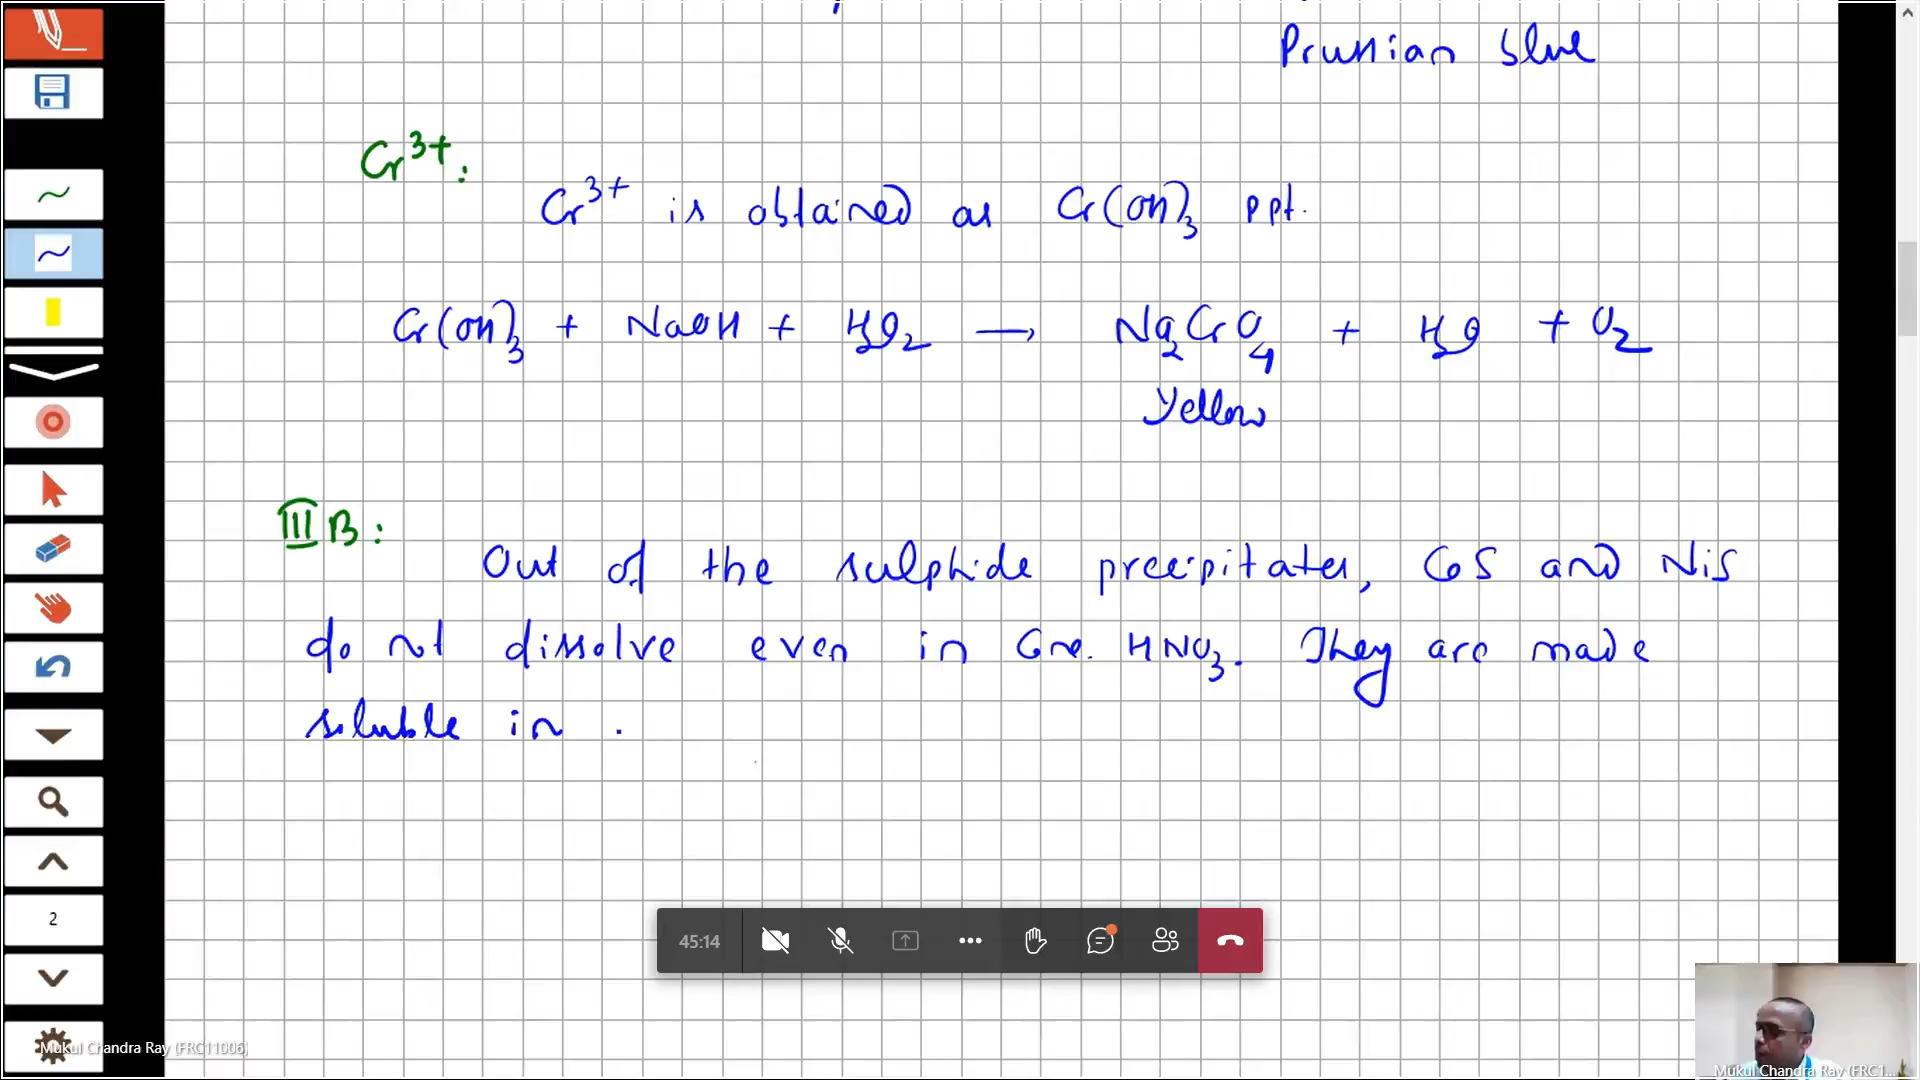 Prussian blue
Cr3+:
Cr3+ is obtained as Cr(OH)3 ppt.
Cr(OH)3 + NaOH + H2O2 → Na2CrO4 + H2O + O2
Yellow
III B:
Out of the sulphide precipitates, CoS and NiS
do not dissolve even in Conc. HNO3. They are made
soluble in .
2
45:14
Mukul Chandra Ray (FRC11006)
Mukul Chandra Ray (FRC1...